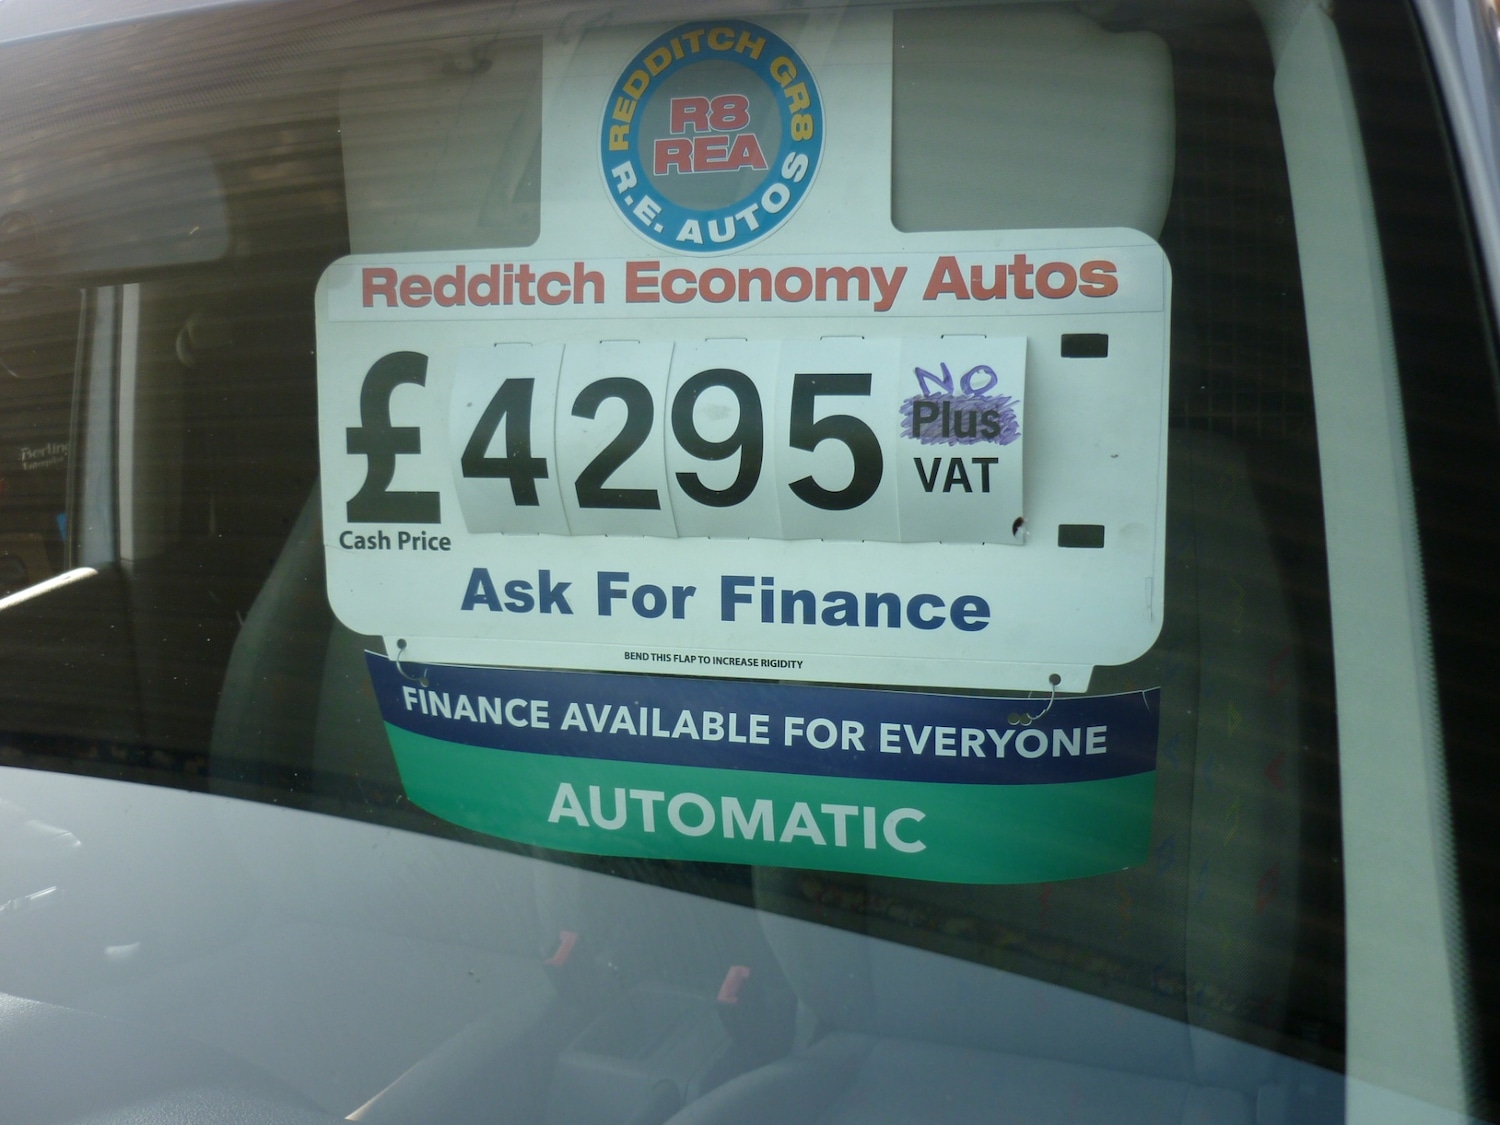 REDDITCH GR8
R8
REA
R.E. AUTOS
Redditch Economy Autos
£4295
NO
Plus
VAT
Cash Price
Ask For Finance
BEND THIS FLAP TO INCREASE RIGIDITY
FINANCE AVAILABLE FOR EVERYONE
AUTOMATIC